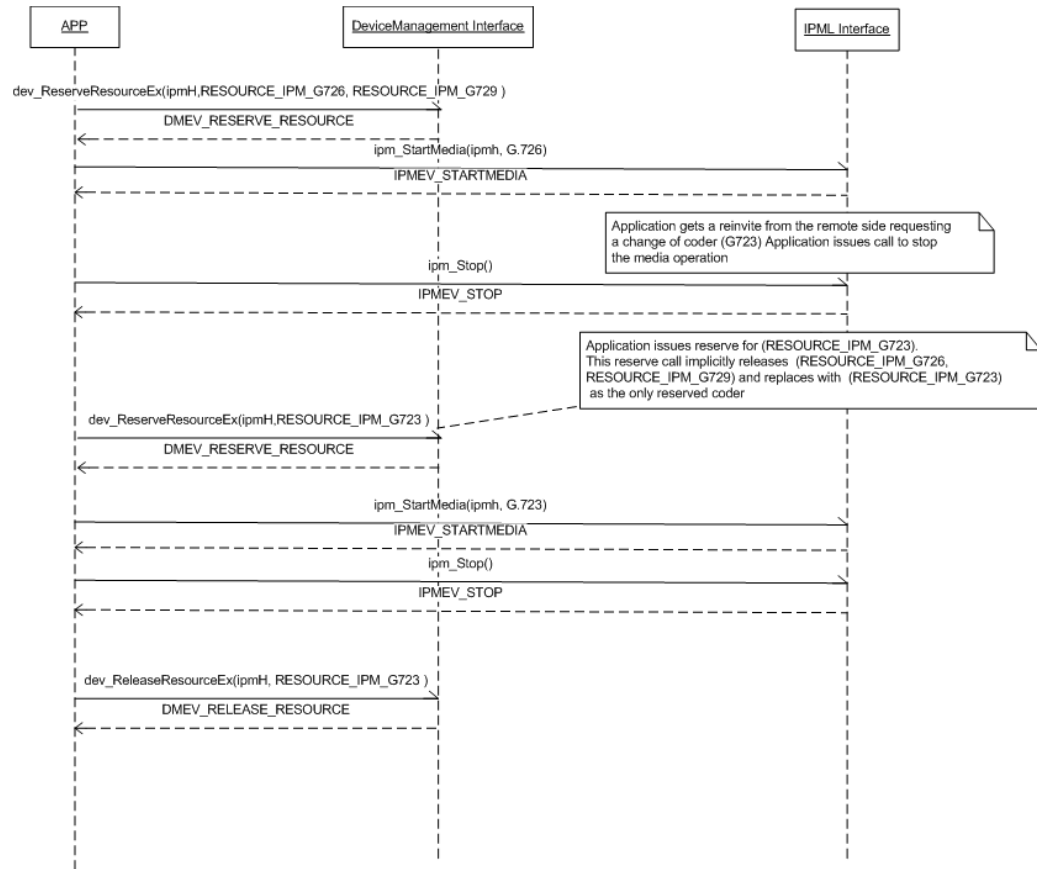 APP
DeviceManagement Interface
IPML Interface
dev_ReserveResourceEx(ipmH,RESOURCE_IPM_G726, RESOURCE_IPM_G729 )
DMEV_RESERVE_RESOURCE
ipm_StartMedia(ipmh, G.726)
IPMEV_STARTMEDIA
Application gets a reinvite from the remote side requesting
a change of coder (G723) Application issues call to stop
the media operation
ipm_Stop()
IPMEV_STOP
Application issues reserve for (RESOURCE_IPM_G723).
This reserve call implicitly releases (RESOURCE_IPM_G726,
RESOURCE_IPM_G729) and replaces with (RESOURCE_IPM_G723)
as the only reserved coder
dev_ReserveResourceEx(ipmH,RESOURCE_IPM_G723 )
DMEV_RESERVE_RESOURCE
ipm_StartMedia(ipmh, G.723)
IPMEV_STARTMEDIA
ipm_Stop()
IPMEV_STOP
dev_ReleaseResourceEx(ipmH, RESOURCE_IPM_G723 )
DMEV_RELEASE_RESOURCE